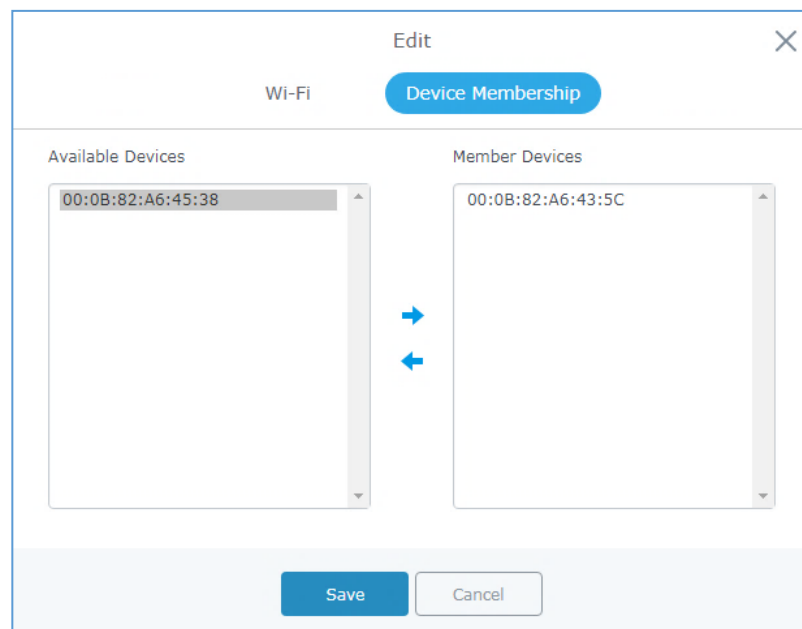 Edit
Wi-Fi
Device Membership
Available Devices
Member Devices
00:0B:82:A6:45:38
00:0B:82:A6:43:5C
Save
Cancel